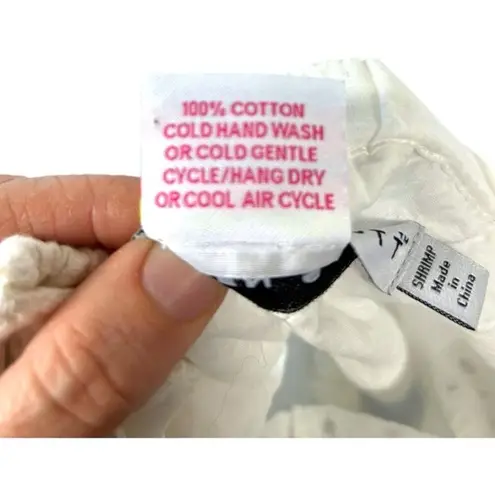 100% COTTON
COLD HAND WASH
OR COLD GENTLE
CYCLE/HANG DRY
OR COOL AIR CYCLE
SHRIMP
Made in
China